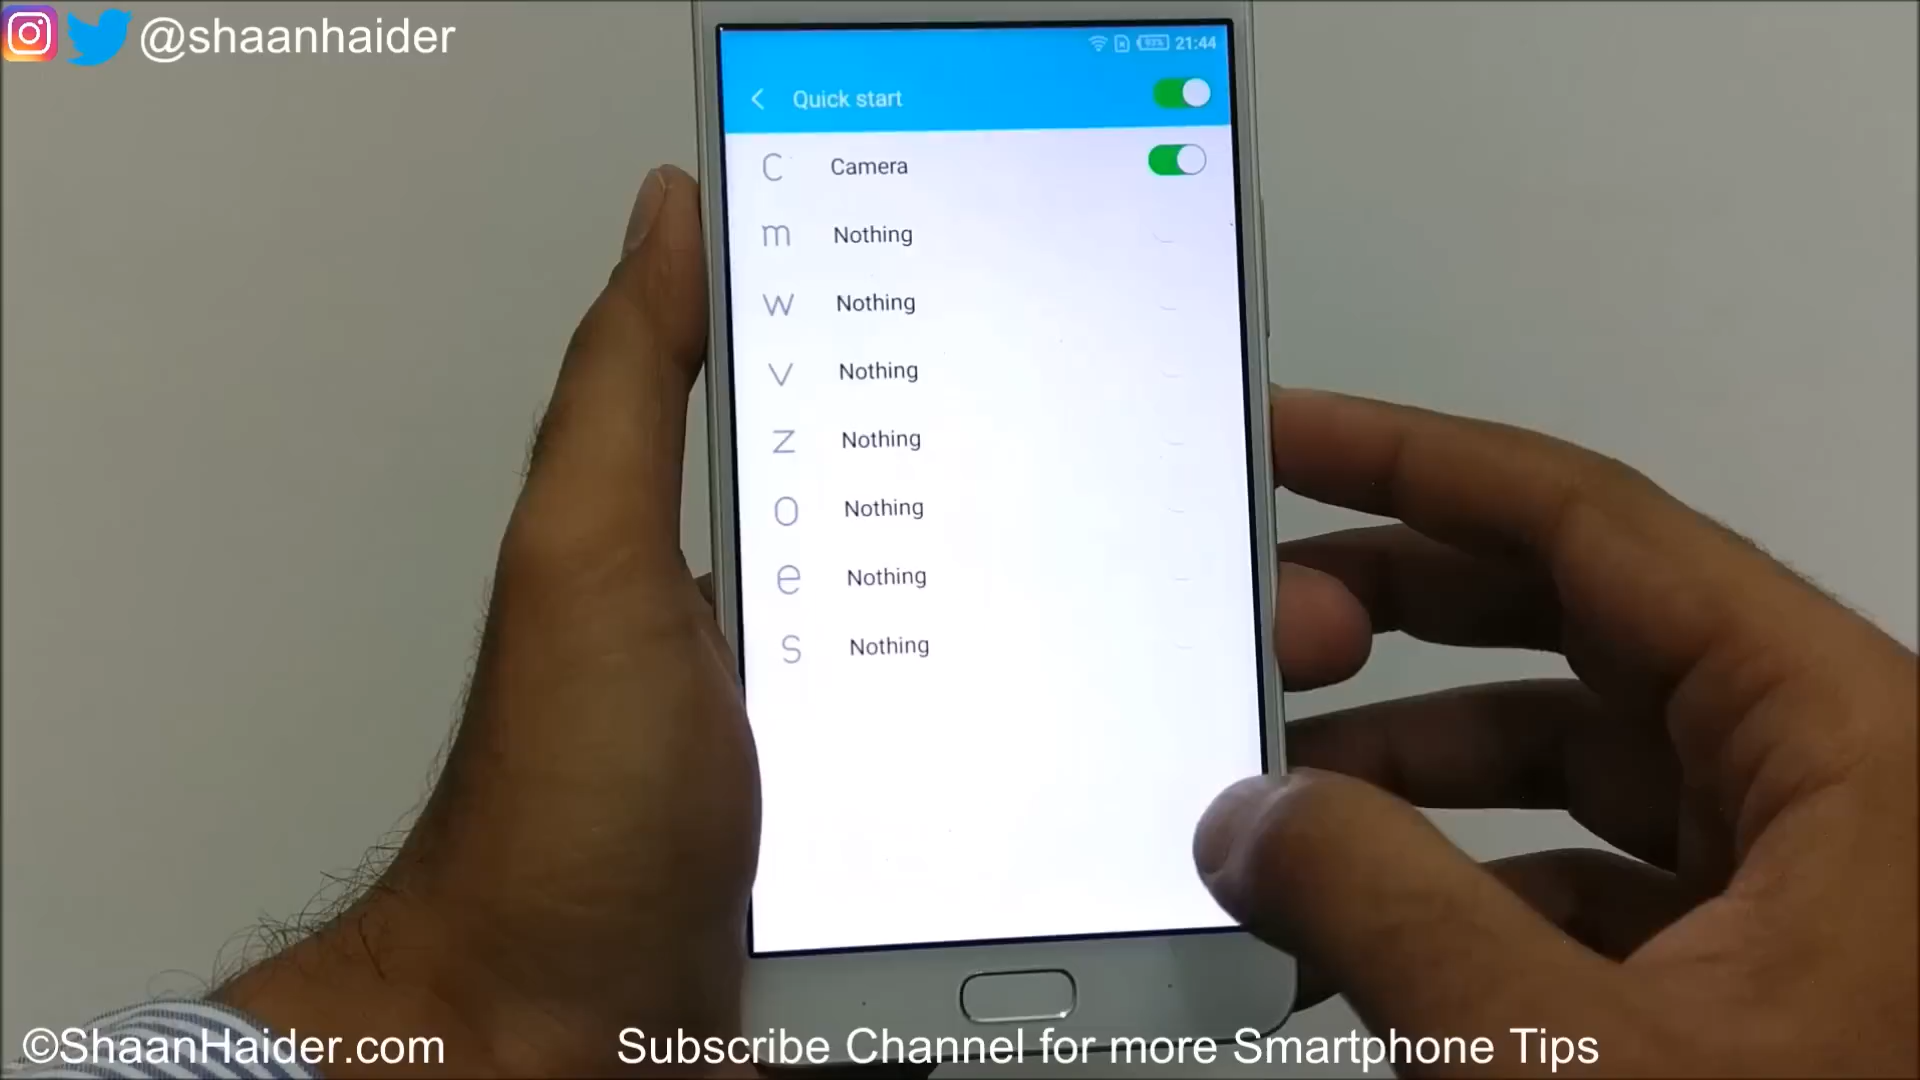 @shaanhaider
93% 21:44
Quick start
C Camera
m Nothing
w Nothing
v Nothing
z Nothing
O Nothing
e Nothing
S Nothing
©ShaanHaider.com
Subscribe Channel for more Smartphone Tips